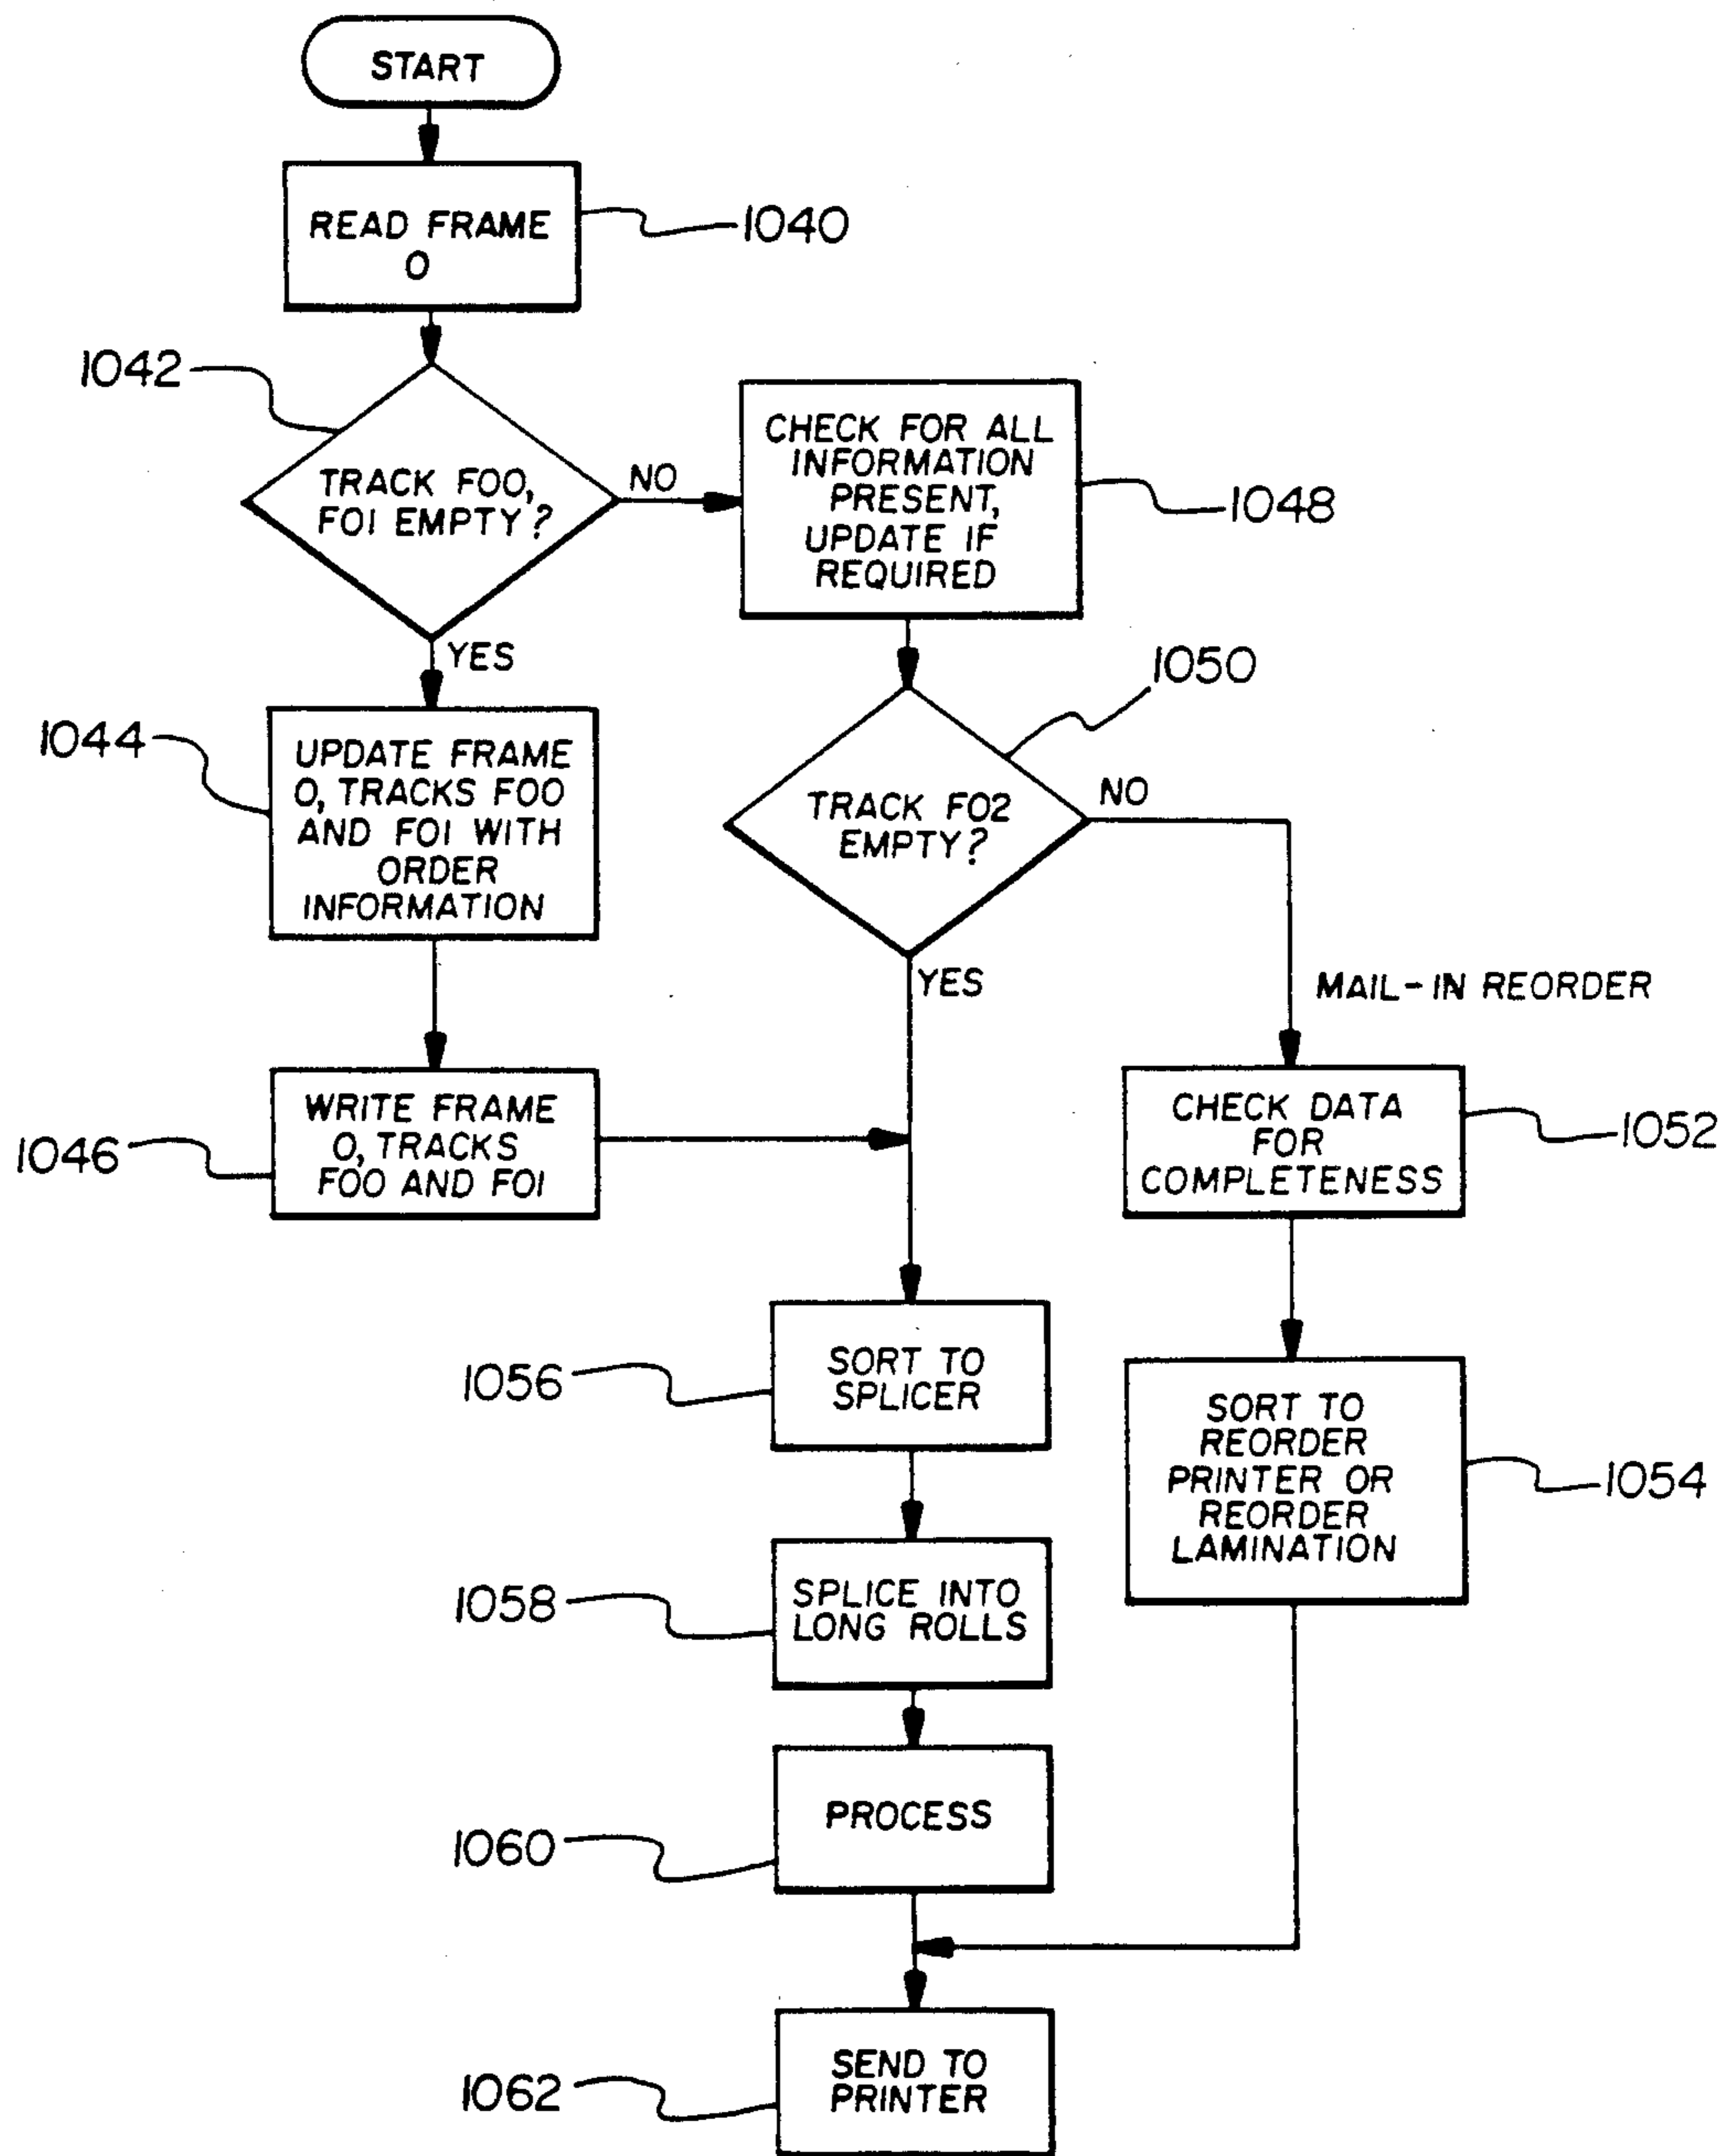 START
READ FRAME
0
1040
1042
TRACK F00,
F01 EMPTY?
NO
YES
CHECK FOR ALL
INFORMATION
PRESENT,
UPDATE IF
REQUIRED
1048
1044
UPDATE FRAME
0, TRACKS F00
AND F01 WITH
ORDER
INFORMATION
1050
TRACK F02
EMPTY?
NO
YES
MAIL-IN REORDER
1046
WRITE FRAME
0, TRACKS
F00 AND F01
CHECK DATA
FOR
COMPLETENESS
1052
1056
SORT TO
SPLICER
SORT TO
REORDER
PRINTER OR
REORDER
LAMINATION
1054
1058
SPLICE INTO
LONG ROLLS
1060
PROCESS
1062
SEND TO
PRINTER